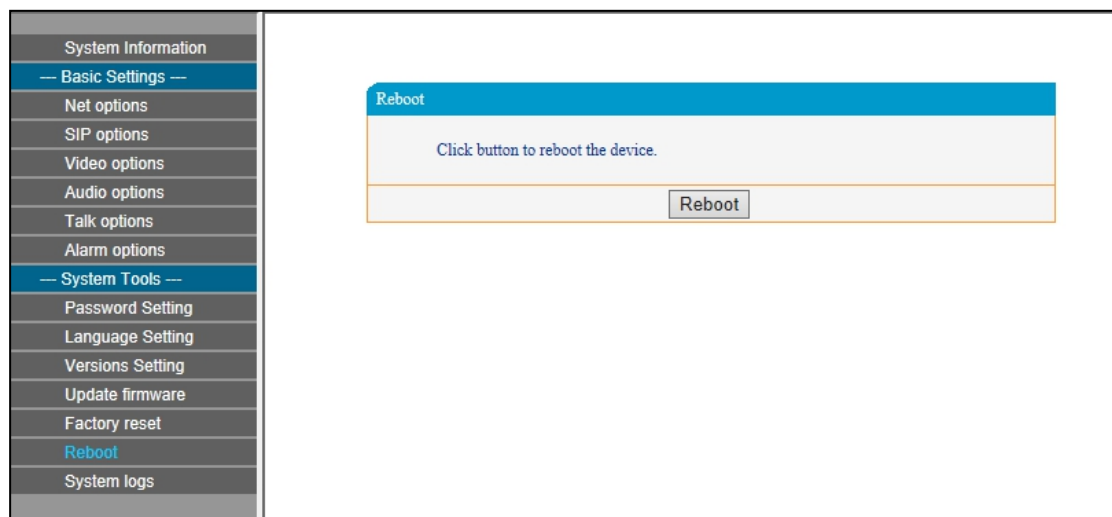 System Information
--- Basic Settings ---
Net options
SIP options
Video options
Audio options
Talk options
Alarm options
--- System Tools ---
Password Setting
Language Setting
Versions Setting
Update firmware
Factory reset
Reboot
System logs
Reboot
Click button to reboot the device.
Reboot